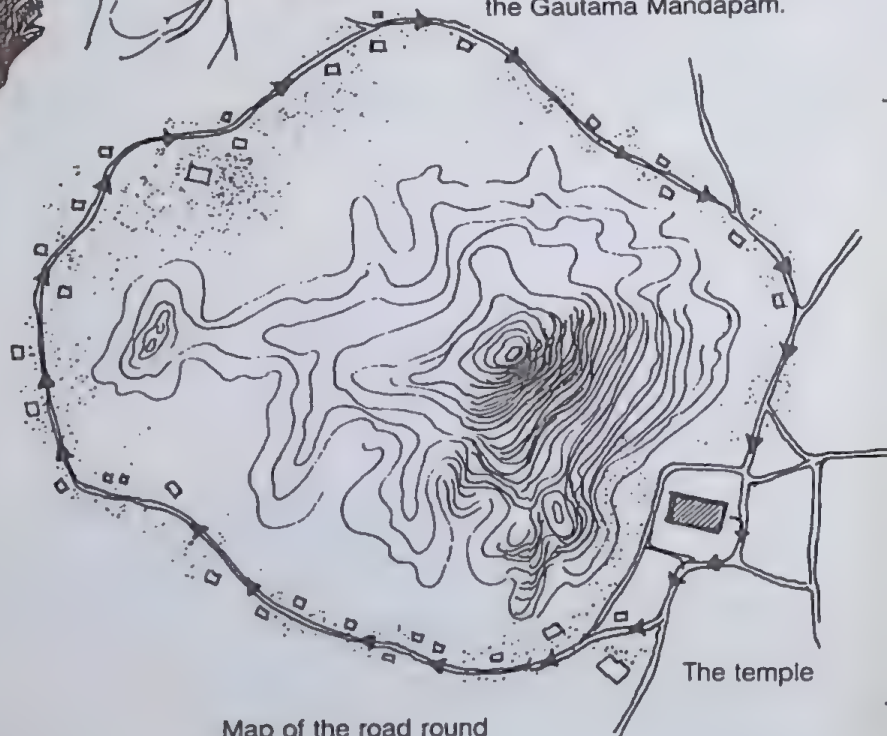 the Gautama Mandapam.
The temple
Map of the road round